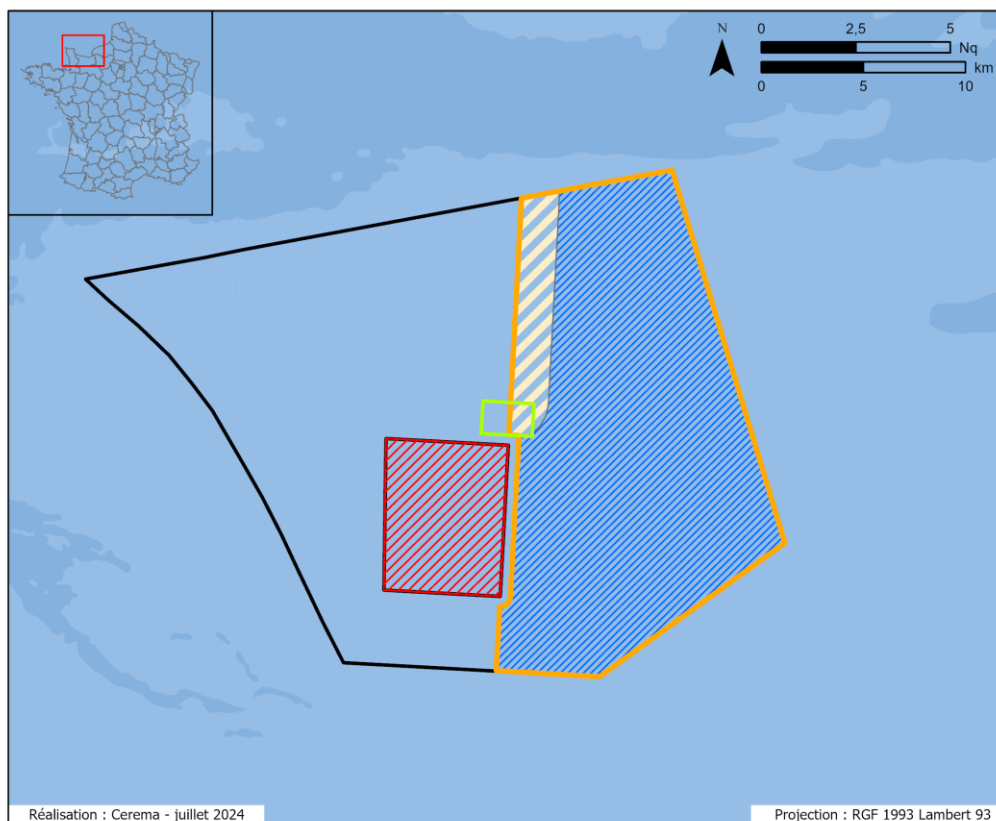 N
0 2,5 5
Nq
km
0 5 10
Réalisation : Cerema - juillet 2024
Projection : RGF 1993 Lambert 93